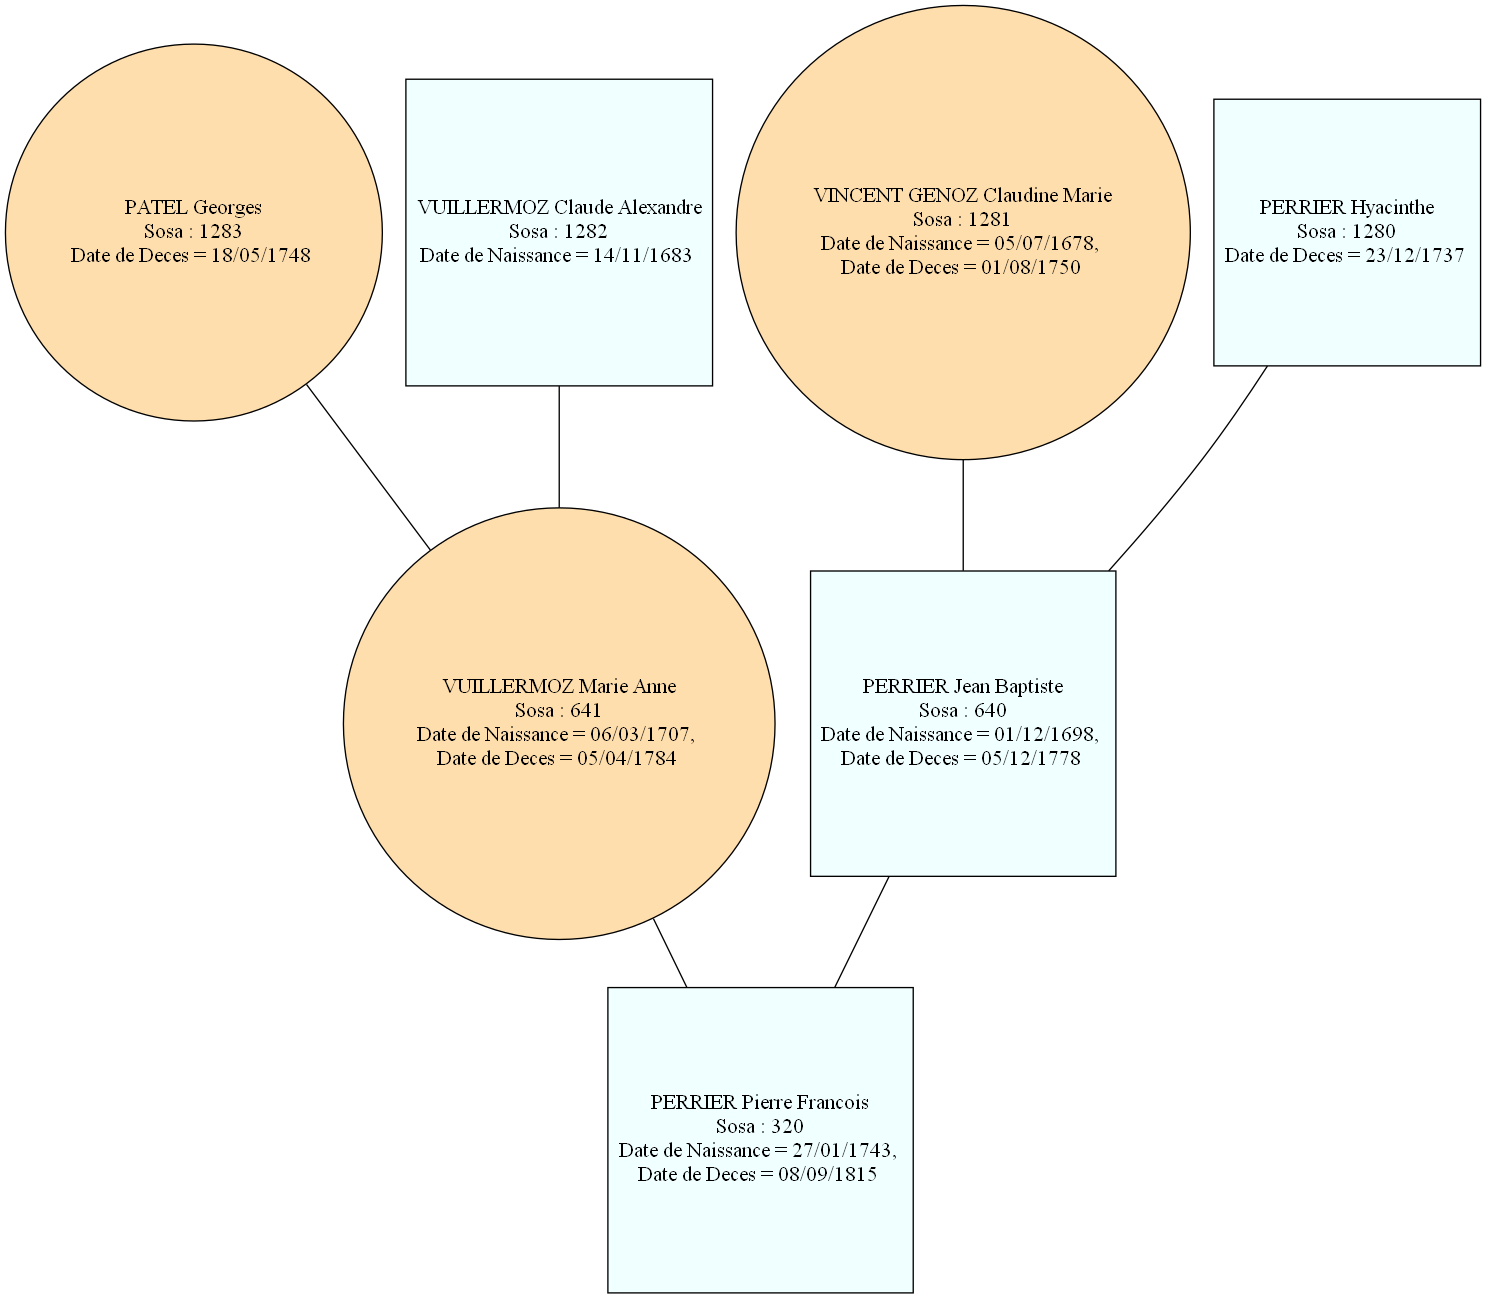 PATEL Georges
Sosa : 1283
Date de Deces = 18/05/1748
VUILLERMOZ Claude Alexandre
Sosa : 1282
Date de Naissance = 14/11/1683
VINCENT GENOZ Claudine Marie
Sosa : 1281
Date de Naissance = 05/07/1678,
Date de Deces = 01/08/1750
PERRIER Hyacinthe
Sosa : 1280
Date de Deces = 23/12/1737
VUILLERMOZ Marie Anne
Sosa : 641
Date de Naissance = 06/03/1707,
Date de Deces = 05/04/1784
PERRIER Jean Baptiste
Sosa : 640
Date de Naissance = 01/12/1698,
Date de Deces = 05/12/1778
PERRIER Pierre Francois
Sosa : 320
Date de Naissance = 27/01/1743,
Date de Deces = 08/09/1815